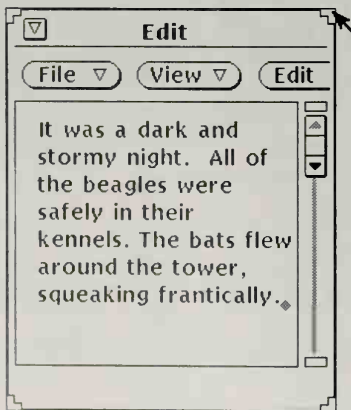 Edit
File View Edit
It was a dark and
stormy night. All of
the beagles were
safely in their
kennels. The bats flew
around the tower,
squeaking frantically.